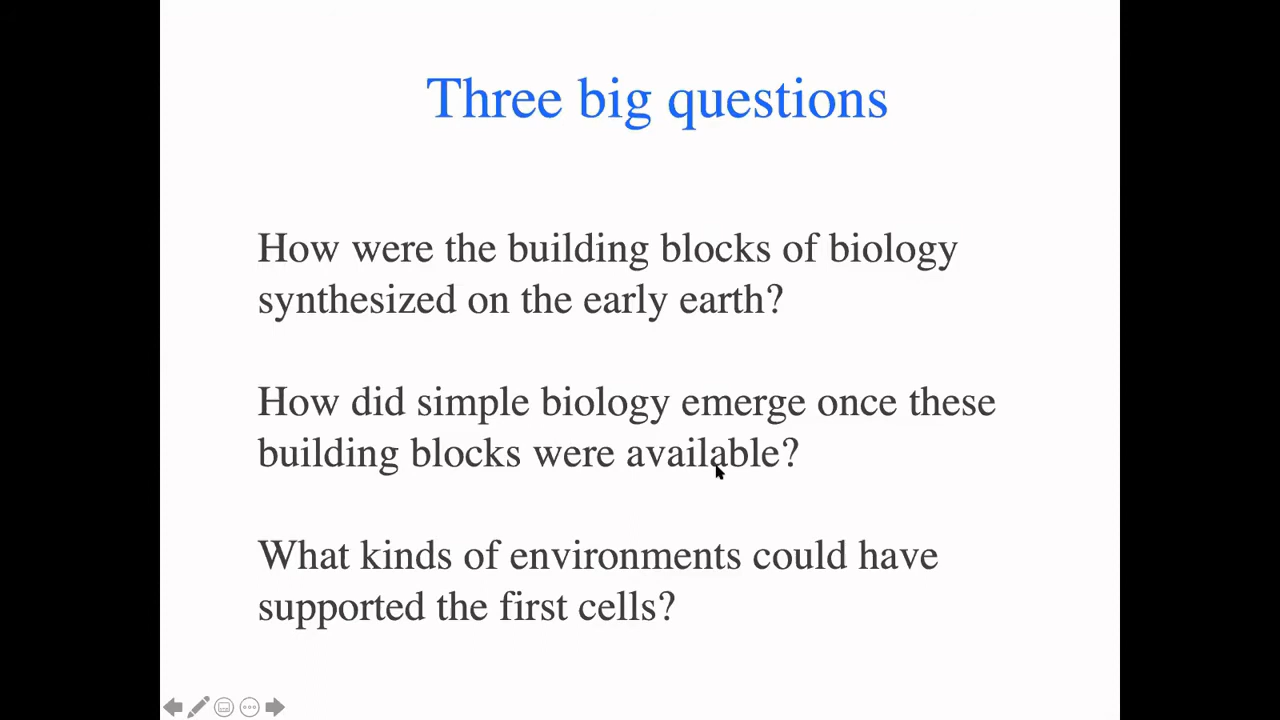 Three big questions
How were the building blocks of biology
synthesized on the early earth?
How did simple biology emerge once these
building blocks were available?
What kinds of environments could have
supported the first cells?